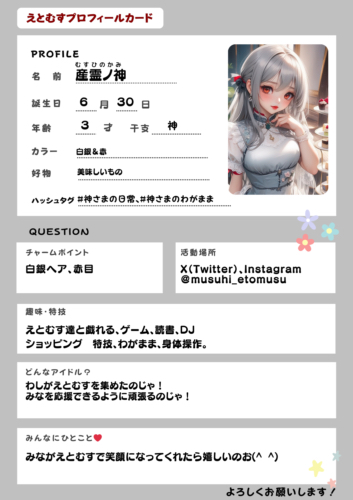 えとむすプロフィールカード
PROFILE
むすひのかみ
名 前 産霊ノ神
誕生日 6 月 30 日
年齢 3 才 干支 神
カラー 白銀&赤
好物 美味しいもの
ハッシュタグ #神さまの日常、#神さまのわがまま
QUESTION
チャームポイント
白銀ヘア、赤目
活動場所
X(Twitter)、Instagram
@musuhi_etomusu
趣味・特技
えとむす達と戯れる、ゲーム、読書、DJ
ショッピング 特技、わがまま、身体操作。
どんなアイドル?
わしがえとむすを集めたのじゃ!
みなを応援できるように頑張るのじゃ!
みんなにひとこと❤
みながえとむすで笑顔になってくれたら嬉しいのお(^ ^)
よろしくお願いします!